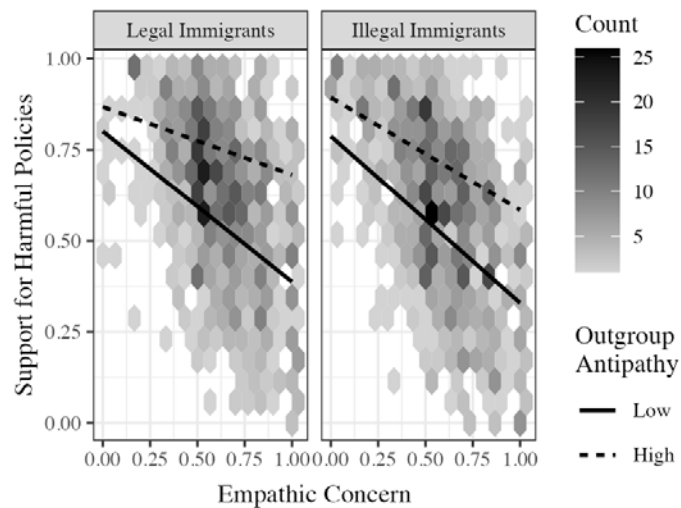 Legal Immigrants
Illegal Immigrants
Support for Harmful Policies
1.00
0.75
0.50
0.25
0.00
0.00 0.25 0.50 0.75 1.00
0.00 0.25 0.50 0.75 1.00
Empathic Concern
Count
25
20
15
10
5
Outgroup
Antipathy
Low
High